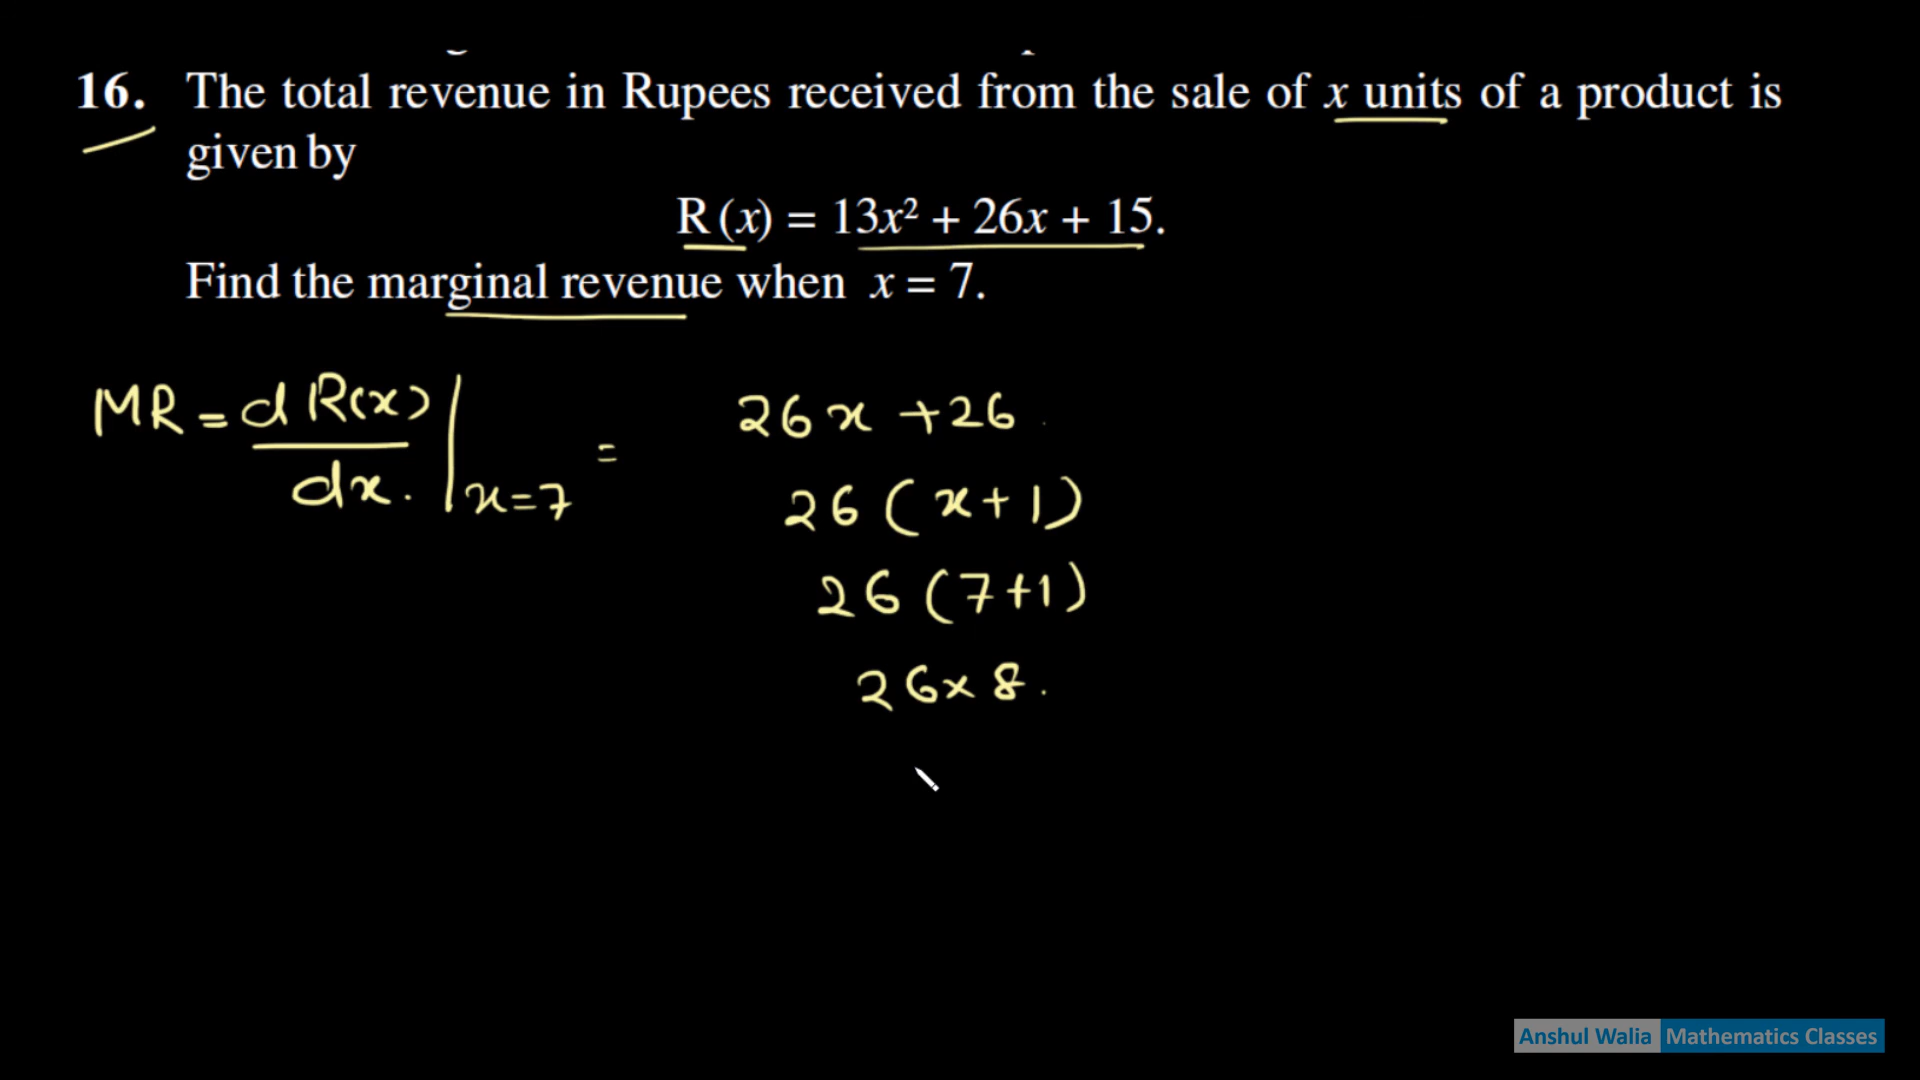 16. The total revenue in Rupees received from the sale of x units of a product is
given by
R (x) = 13x² + 26x + 15.
Find the marginal revenue when x = 7.
MR = dR(x)/dx. |x=7 = 26x + 26
26 (x+1)
26 (7+1)
26 x 8.
Anshul Walia Mathematics Classes